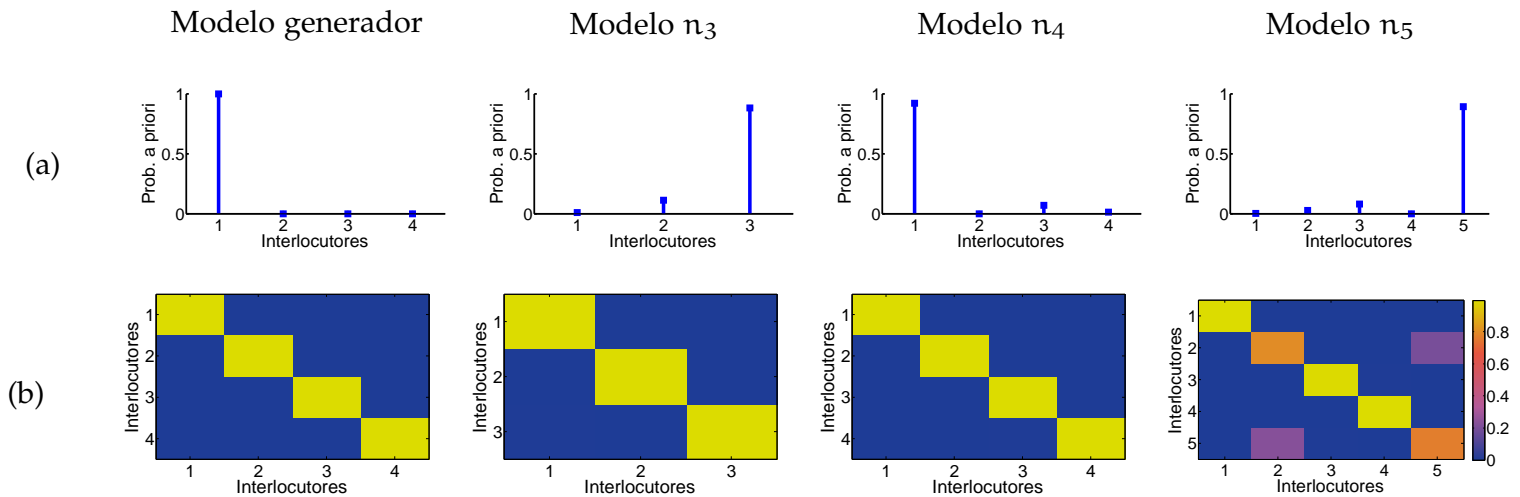 Modelo generador
Modelo n₃
Modelo n₄
Modelo n₅
(a)
Prob. a priori
1
0.5
0
1 2 3 4
Interlocutores
Prob. a priori
1
0.5
0
1 2 3
Interlocutores
Prob. a priori
1
0.5
0
1 2 3 4
Interlocutores
Prob. a priori
1
0.5
0
1 2 3 4 5
Interlocutores
(b)
Interlocutores
1
2
3
4
1 2 3 4
Interlocutores
Interlocutores
1
2
3
1 2 3
Interlocutores
Interlocutores
1
2
3
4
1 2 3 4
Interlocutores
Interlocutores
1
2
3
4
5
1 2 3 4 5
Interlocutores
0.8
0.6
0.4
0.2
0